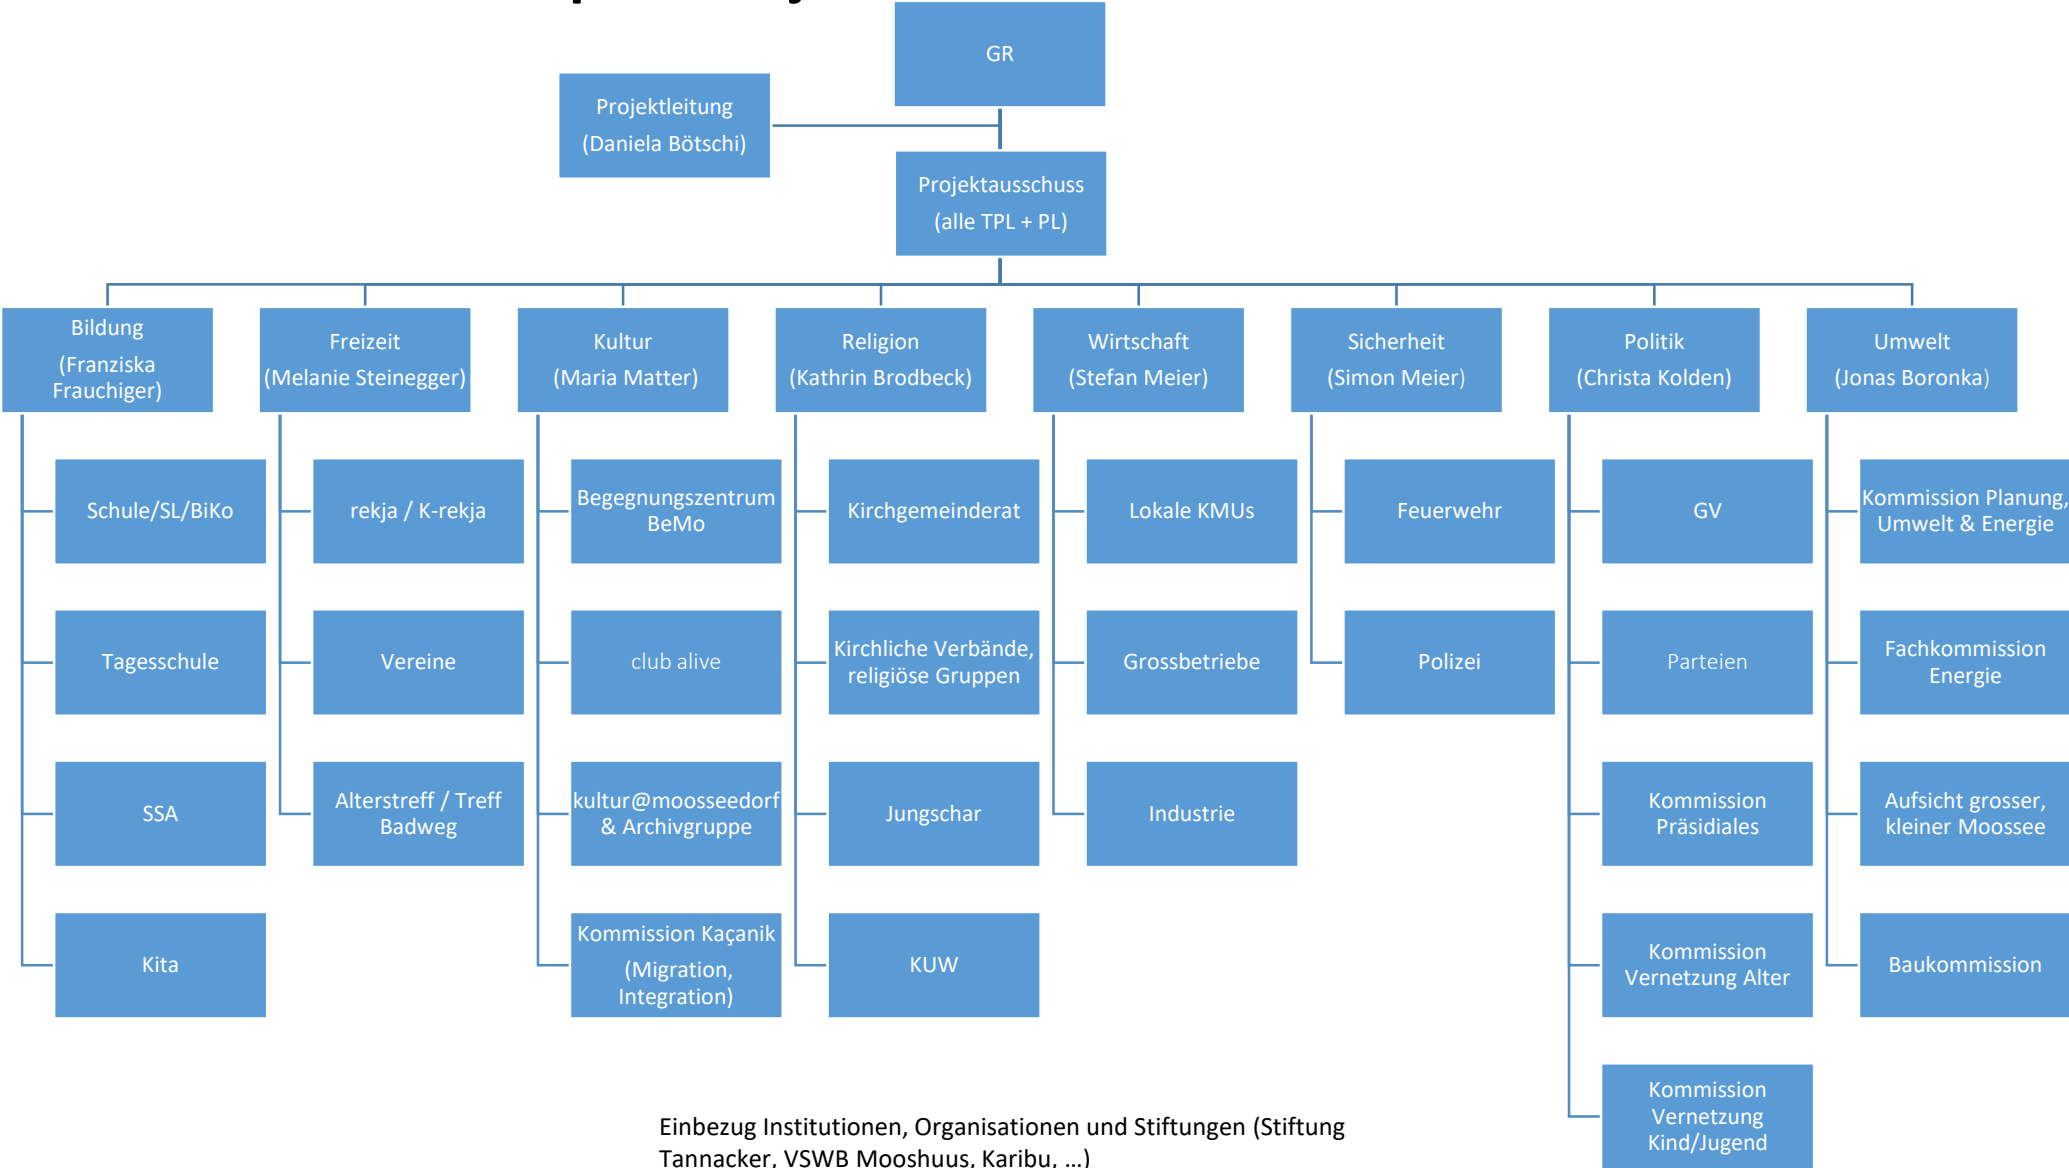 GR
Projektleitung
(Daniela Bötschi)
Projektausschuss
(alle TPL + PL)
Bildung
(Franziska
Frauchiger)
Freizeit
(Melanie Steinegger)
Kultur
(Maria Matter)
Religion
(Kathrin Brodbeck)
Wirtschaft
(Stefan Meier)
Sicherheit
(Simon Meier)
Politik
(Christa Kolden)
Umwelt
(Jonas Boronka)
Schule/SL/BiKo
Tagesschule
SSA
Kita
rekja / K-rekja
Vereine
Alterstreff / Treff
Badweg
Begegnungszentrum
BeMo
club alive
kultur@moosseedorf
& Archivgruppe
Kommission Kaçanik
(Migration,
Integration)
Kirchgemeinderat
Kirchliche Verbände,
religiöse Gruppen
Jungschar
KUW
Lokale KMUs
Grossbetriebe
Industrie
Feuerwehr
Polizei
GV
Parteien
Kommission
Präsidiales
Kommission
Vernetzung Alter
Kommission
Vernetzung
Kind/Jugend
Kommission Planung,
Umwelt & Energie
Fachkommission
Energie
Aufsicht grosser,
kleiner Moossee
Baukommission
Einbezug Institutionen, Organisationen und Stiftungen (Stiftung
Tannacker, VSWB Mooshuus, Karibu, ...)